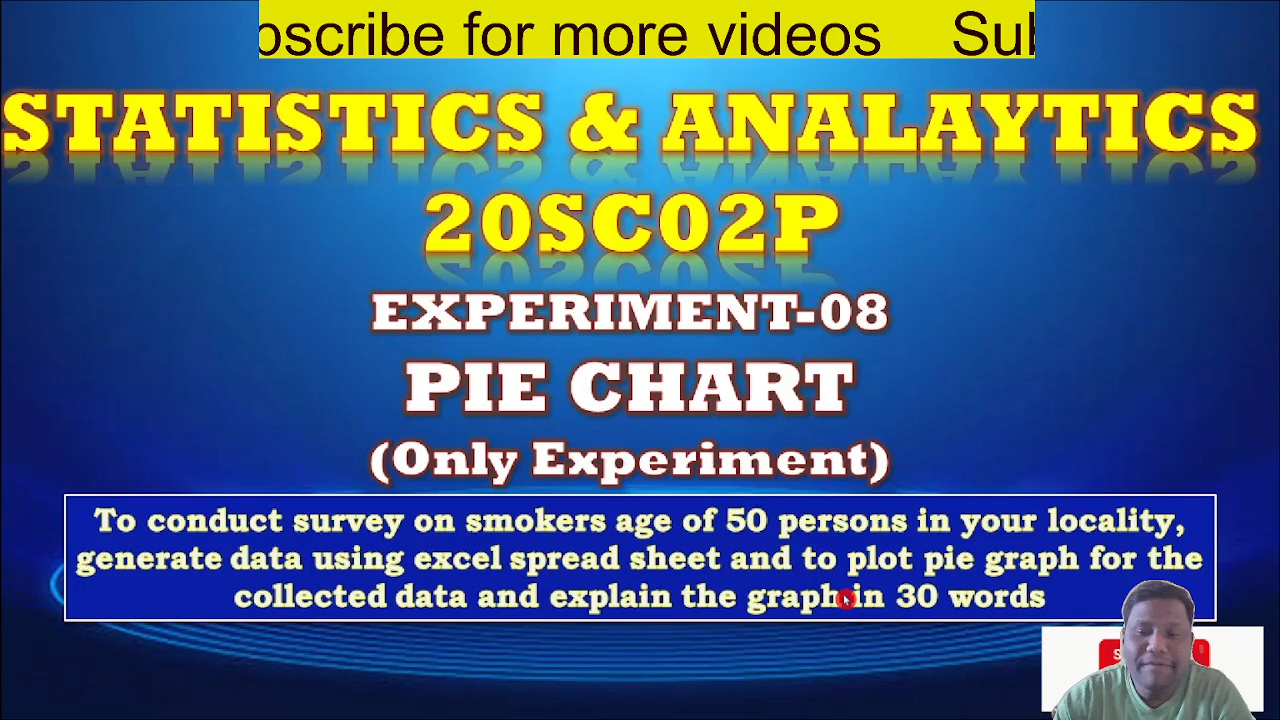 bscribe for more videos Sub
STATISTICS & ANALAYTICS
20SC02P
EXPERIMENT-08
PIE CHART
(Only Experiment)
To conduct survey on smokers age of 50 persons in your locality,
generate data using excel spread sheet and to plot pie graph for the
collected data and explain the graph in 30 words